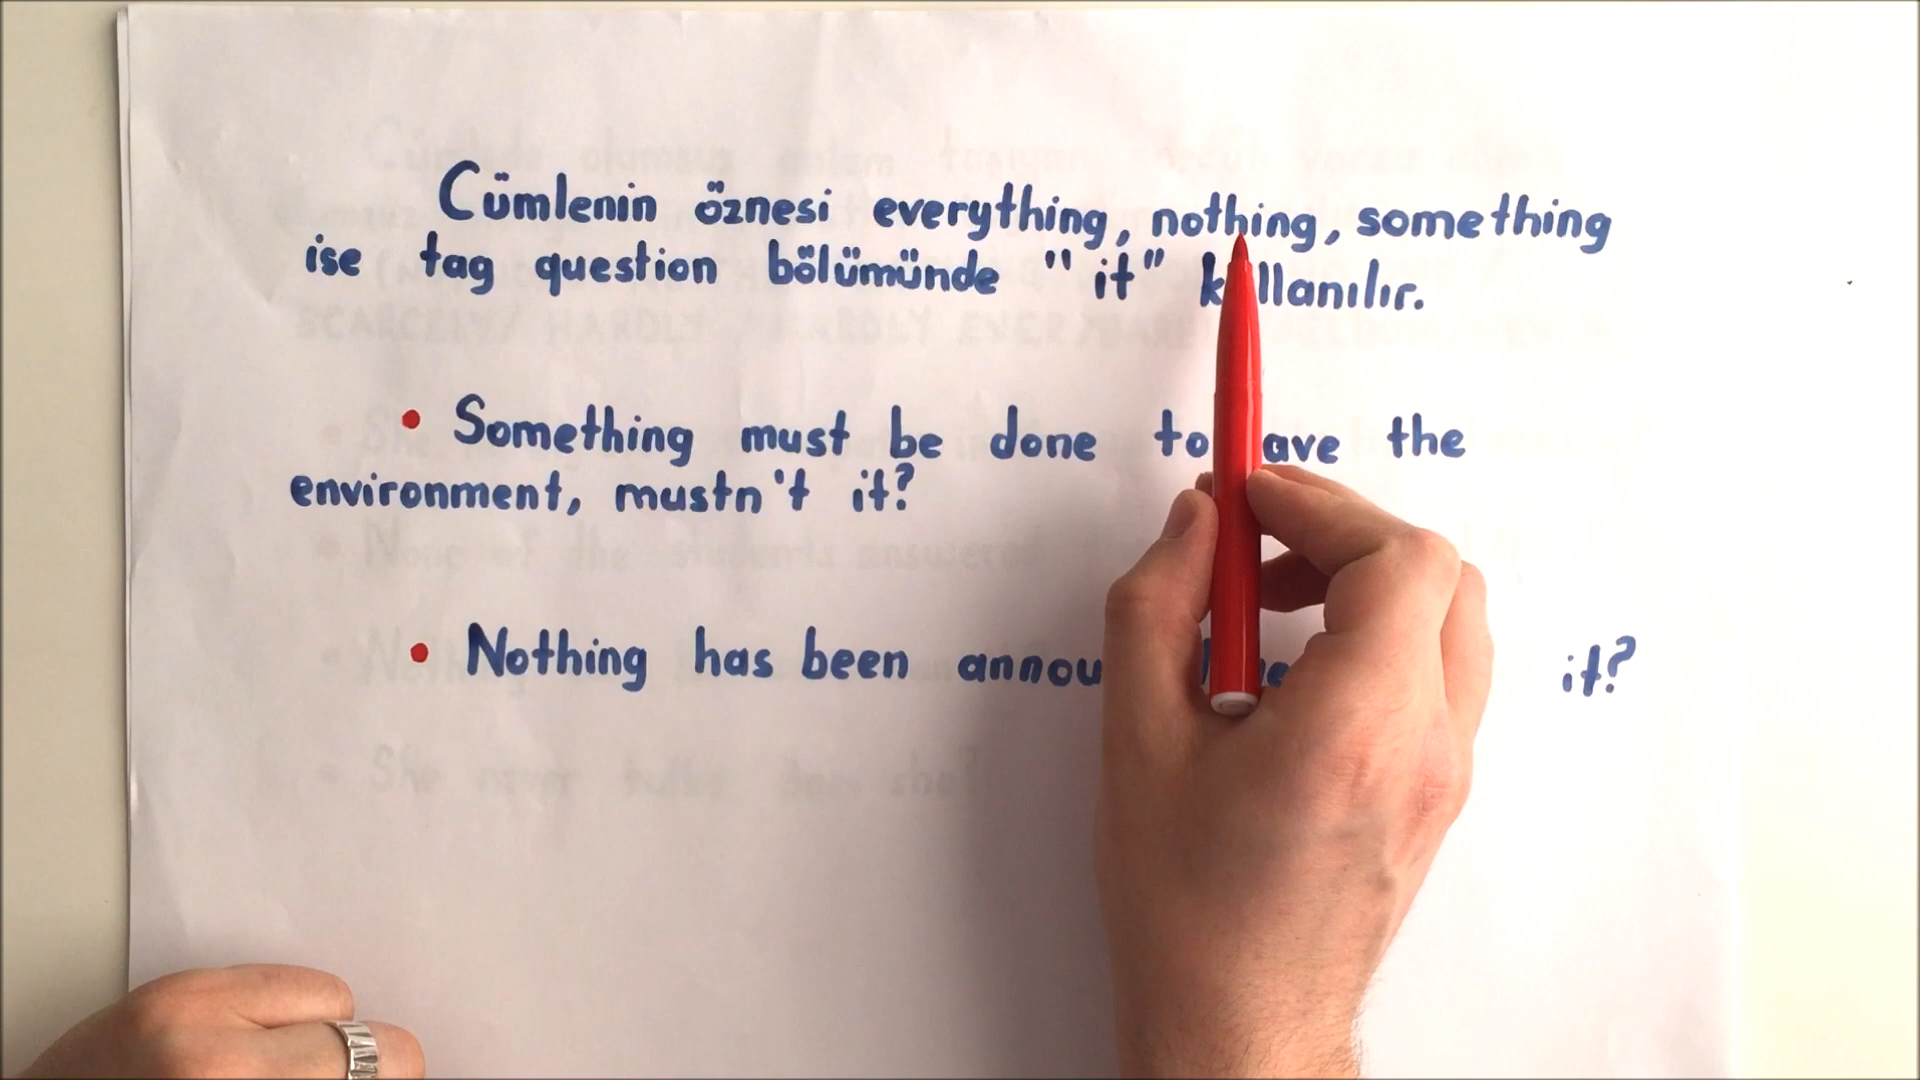 Cümlenin öznesi everything, nothing, something
ise tag question bölümünde "it" kullanılır.
• Something must be done to ave the
environment, mustn't it?
• Nothing has been annou it?